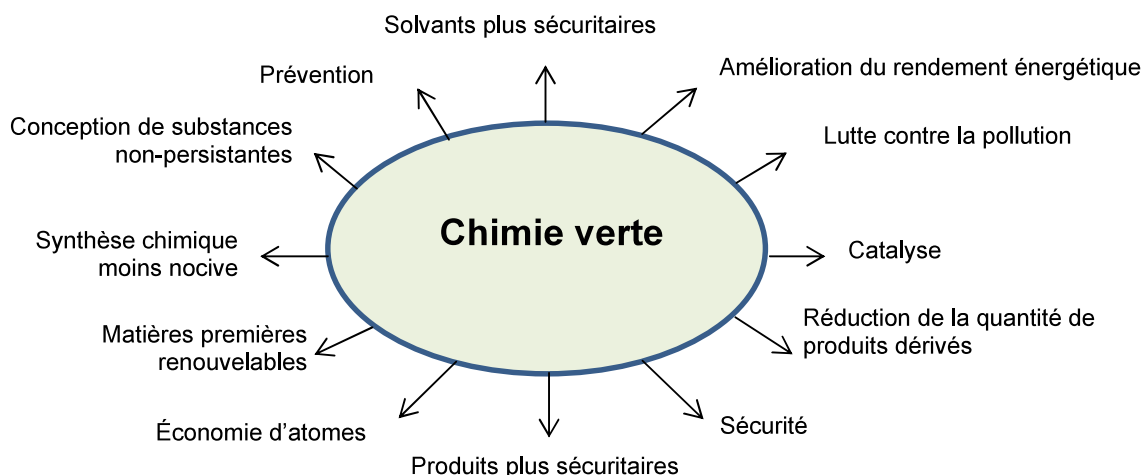 Solvants plus sécuritaires
Prévention
Amélioration du rendement énergétique
Conception de substances
non-persistantes
Lutte contre la pollution
Chimie verte
Synthèse chimique
moins nocive
Catalyse
Matières premières
renouvelables
Réduction de la quantité de
produits dérivés
Économie d'atomes
Sécurité
Produits plus sécuritaires